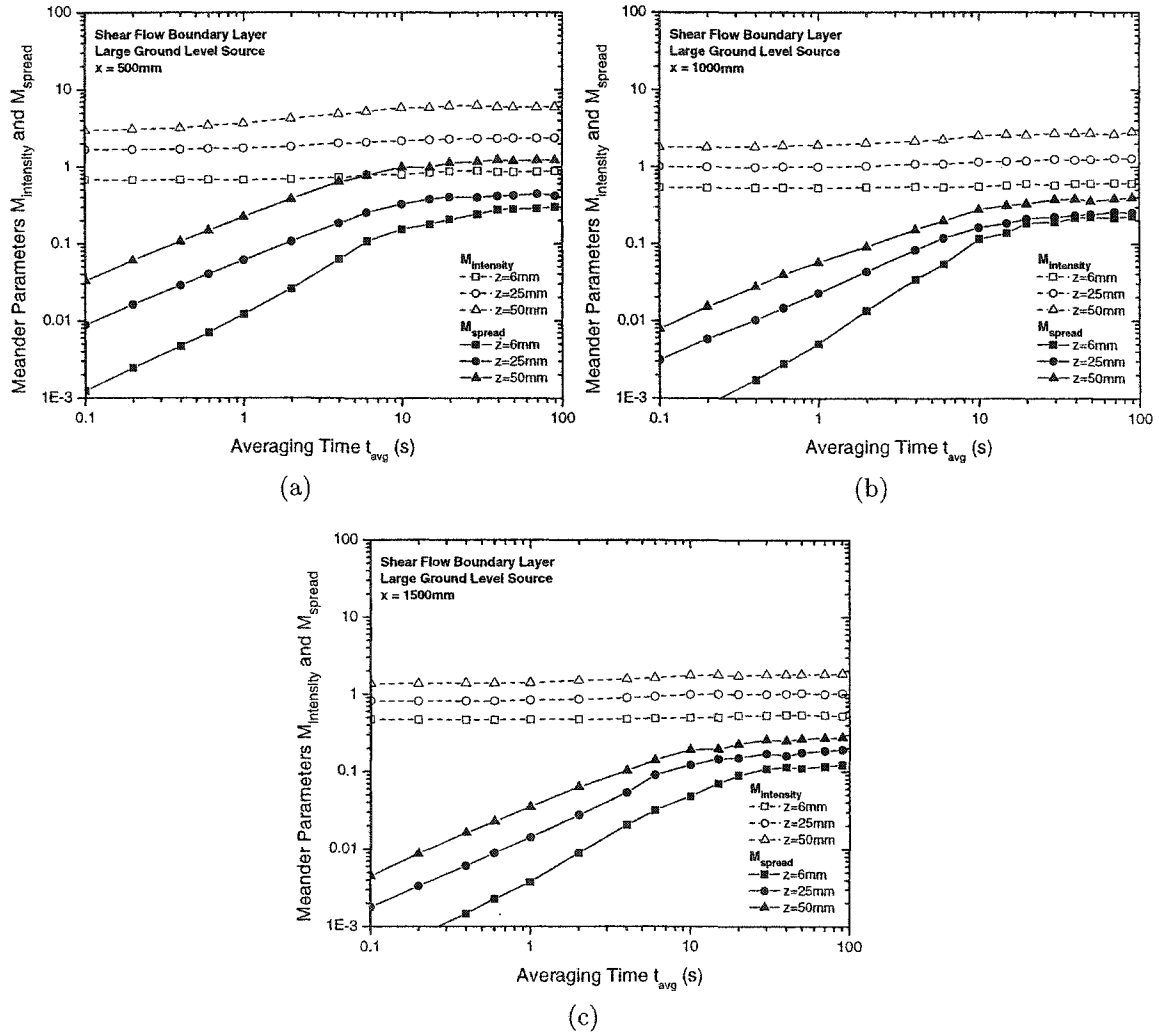 Shear Flow Boundary Layer
Large Ground Level Source
x = 500mm
Meander Parameters M_intensity and M_spread
100
10
1
0.1
0.01
1E-3
0.1
1
10
100
M_intensity
z=6mm
z=25mm
z=50mm
M_spread
z=6mm
z=25mm
z=50mm
Averaging Time t_avg (s)
(a)
Shear Flow Boundary Layer
Large Ground Level Source
x = 1000mm
Meander Parameters M_intensity and M_spread
100
10
1
0.1
0.01
1E-3
0.1
1
10
100
M_intensity
z=6mm
z=25mm
z=50mm
M_spread
z=6mm
z=25mm
z=50mm
Averaging Time t_avg (s)
(b)
Shear Flow Boundary Layer
Large Ground Level Source
x = 1500mm
Meander Parameters M_intensity and M_spread
100
10
1
0.1
0.01
1E-3
0.1
1
10
100
M_intensity
z=6mm
z=25mm
z=50mm
M_spread
z=6mm
z=25mm
z=50mm
Averaging Time t_avg (s)
(c)